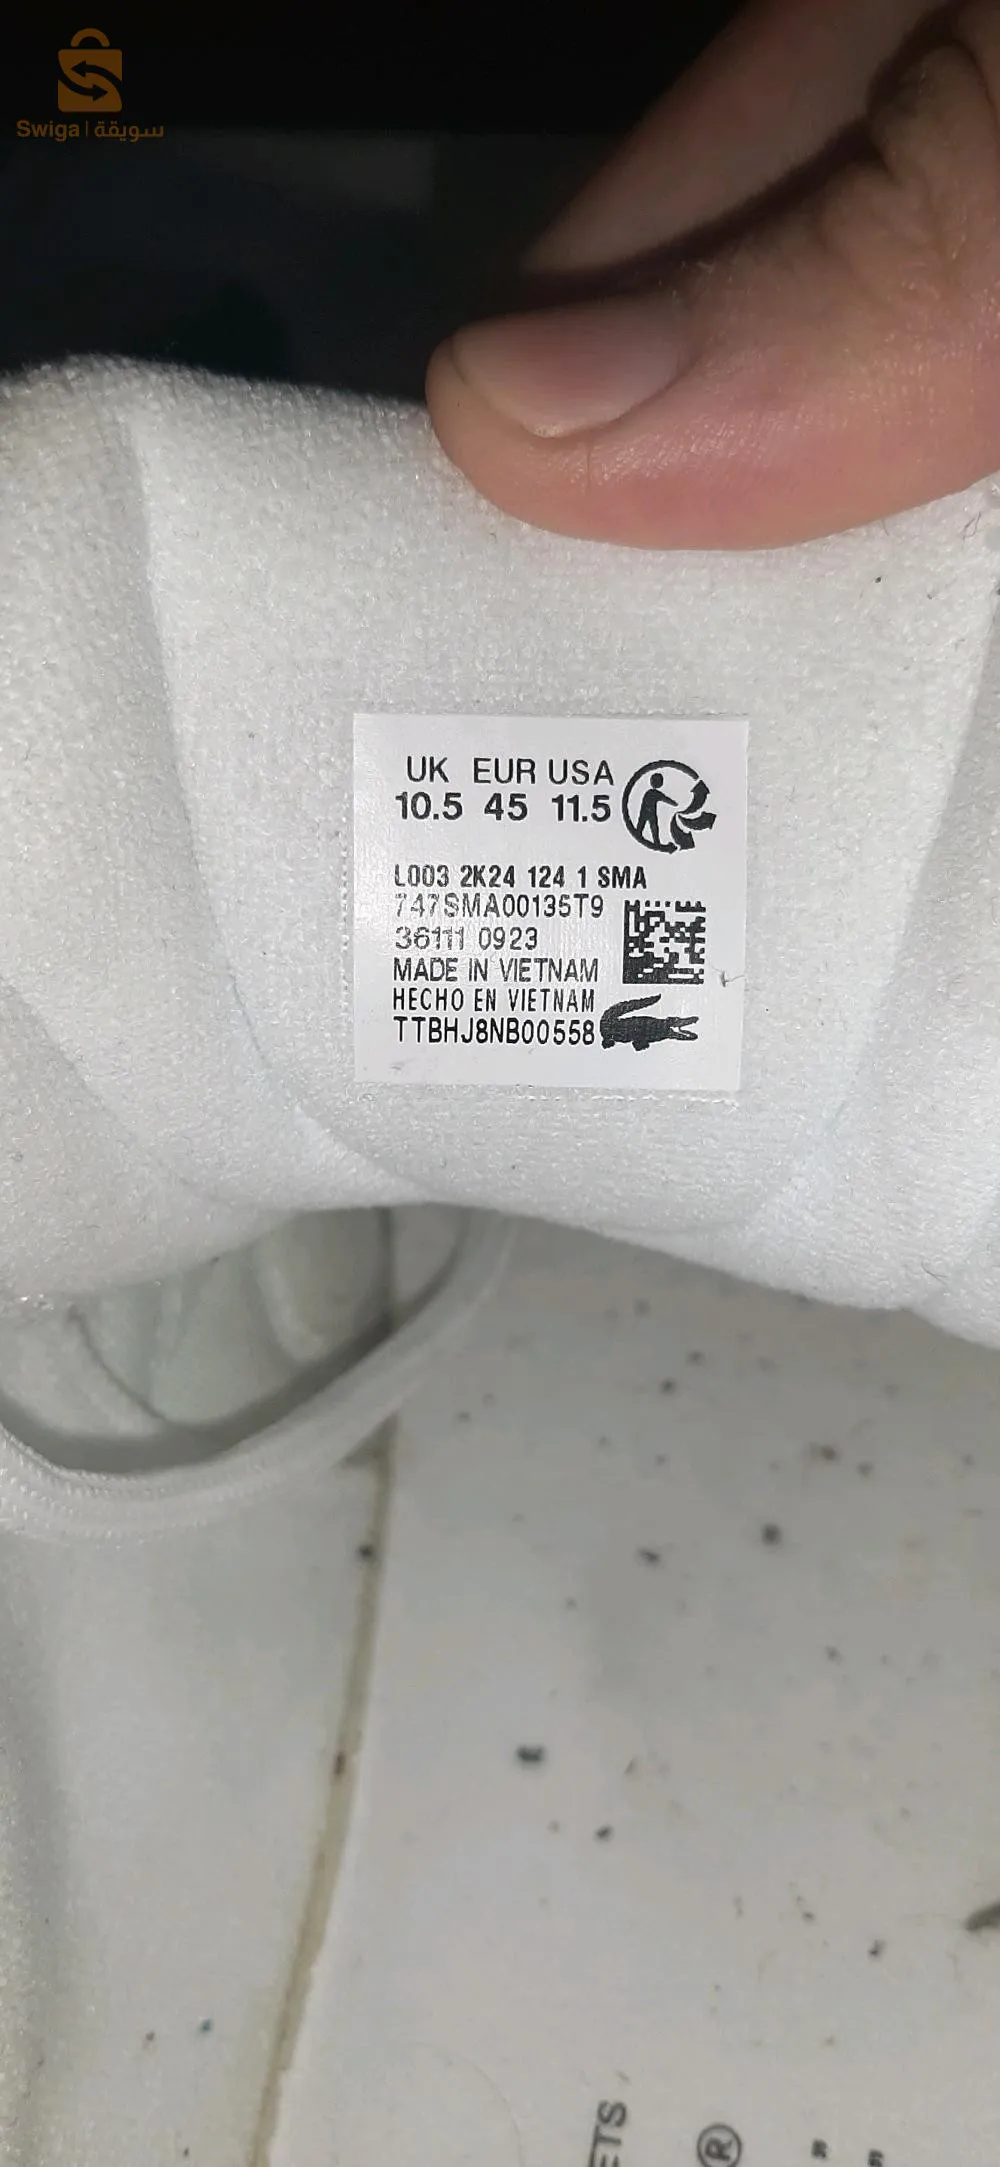 Swiga | سويقة
UK EUR USA
10.5 45 11.5
L003 2K24 124 1 SMA
747SMA00135T9
36111 0923
MADE IN VIETNAM
HECHO EN VIETNAM
TTBHJ8NB00558
ETS
®